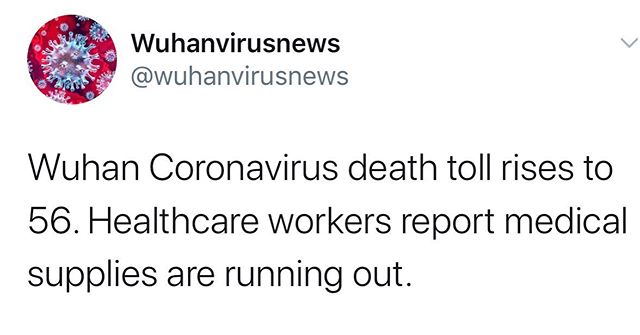 Wuhanvirusnews
@wuhanvirusnews
Wuhan Coronavirus death toll rises to
56. Healthcare workers report medical
supplies are running out.